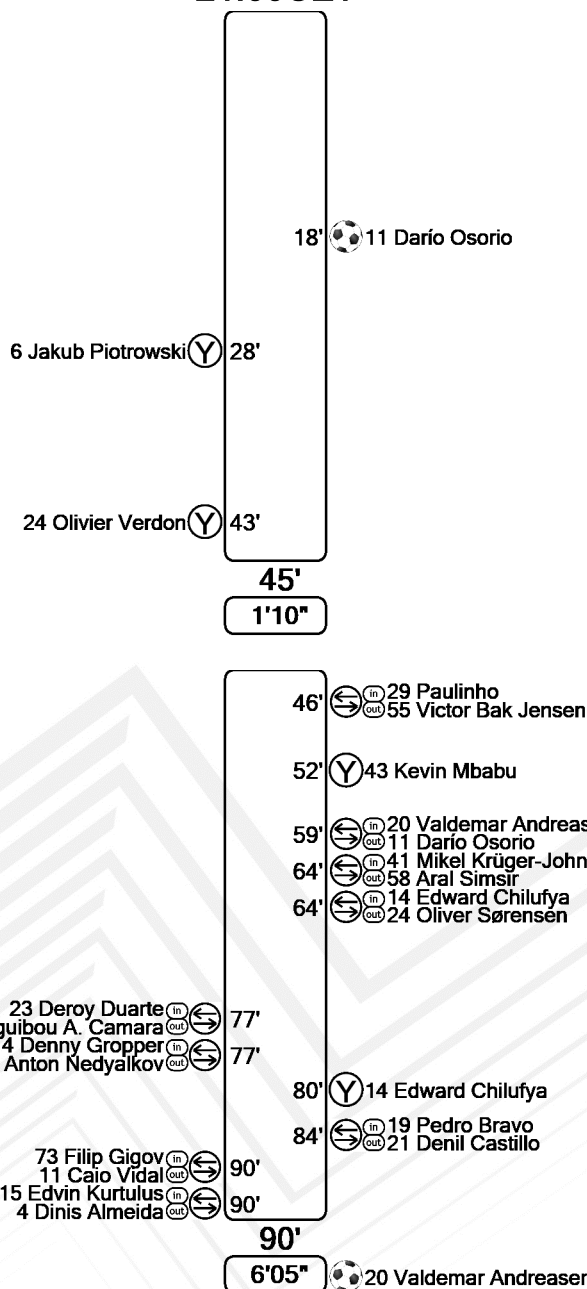 18' 11 Darío Osorio
6 Jakub Piotrowski Y 28'
24 Olivier Verdon Y 43'
45'
1'10"
46' in 29 Paulinho
out 55 Victor Bak Jensen
52' Y 43 Kevin Mbabu
59' in 20 Valdemar Andreas
out 11 Darío Osorio
64' in 41 Mikel Krüger-John
out 58 Aral Simsir
64' in 14 Edward Chilufya
out 24 Oliver Sørensen
23 Deroy Duarte in 77'
guibou A. Camara out
4 Denny Gropper in 77'
Anton Nedyalkov out
80' Y 14 Edward Chilufya
84' in 19 Pedro Bravo
out 21 Denil Castillo
73 Filip Gigov in 90'
11 Caio Vidal out
15 Edvin Kurtulus in 90'
4 Dinis Almeida out
90'
6'05" 20 Valdemar Andreasen